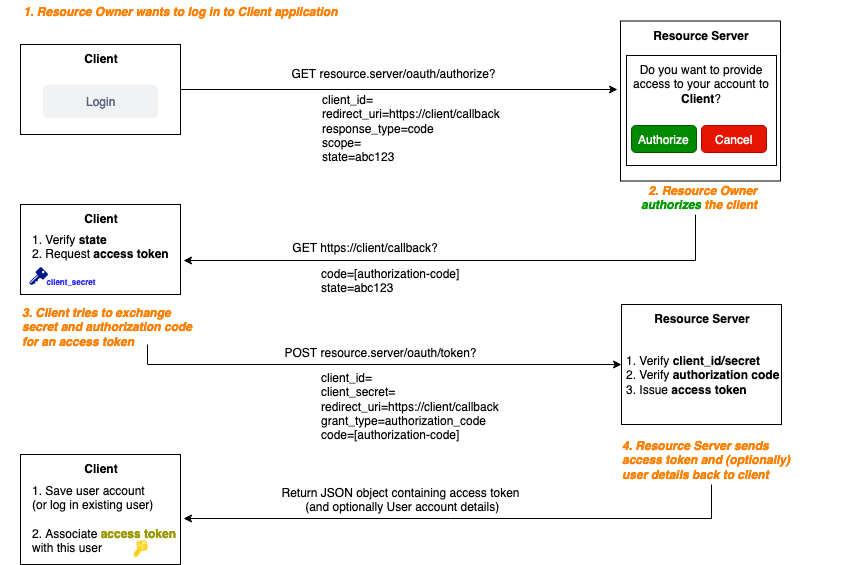 1. Resource Owner wants to log in to Client application
Client
Login
GET resource.server/oauth/authorize?
client_id=
redirect_uri=https://client/callback
response_type=code
scope=
state=abc123
Resource Server
Do you want to provide
access to your account to
Client?
Authorize
Cancel
2. Resource Owner
authorizes the client
Client
1. Verify state
2. Request access token
client_secret
GET https://client/callback?
code=[authorization-code]
state=abc123
3. Client tries to exchange
secret and authorization code
for an access token
POST resource.server/oauth/token?
client_id=
client_secret=
redirect_uri=https://client/callback
grant_type=authorization_code
code=[authorization-code]
Resource Server
1. Verify client_id/secret
2. Verify authorization code
3. Issue access token
4. Resource Server sends
access token and (optionally)
user details back to client
Client
1. Save user account
(or log in existing user)
2. Associate access token
with this user
Return JSON object containing access token
(and optionally User account details)